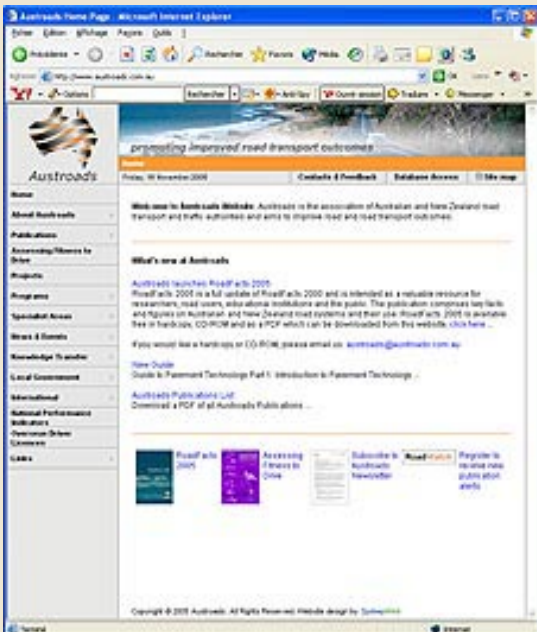 Austroads Home Page - Microsoft Internet Explorer
Fichier Edition Affichage Favoris Outils ?
Précédente Rechercher Favoris Média
http://www.austroads.com.au OK
Rechercher Anti-Spy Ouvrir session Traduire Messenger
promoting improved road transport outcomes
Austroads
Home
Friday, 18 November 2005 Contacts & Feedback Database Access Site map
Home
About Austroads
Publications
Assessing Fitness to
Drive
Projects
Programs
Specialist Areas
News & Events
Knowledge Transfer
Local Government
International
National Performance
Indicators
Overseas Driver
Licences
Links
Welcome to Austroads Website. Austroads is the association of Australian and New Zealand road
transport and traffic authorities and aims to improve road and road transport outcomes.
What's new at Austroads
Austroads launches RoadFacts 2005
RoadFacts 2005 is a full update of RoadFacts 2000 and is intended as a valuable resource for
researchers, road users, educational institutions and the public. The publication comprises key facts
and figures on Australian and New Zealand road systems and their use. RoadFacts 2005 is available
free in hardcopy, CD-ROM and as a PDF which can be downloaded from this website, click here ...
If you would like a hardcopy or CD-ROM, please email us: austroads@austroads.com.au
New Guide
Guide to Pavement Technology Part 1: Introduction to Pavement Technology ...
Austroads Publications List
Download a PDF of all Austroads Publications ...
RoadFacts
2005
Assessing
Fitness to
Drive
Subscribe to
Austroads
Newsletter
RoadWatch
Register to
receive new
publication
alerts
Copyright © 2005 Austroads. All Rights Reserved. Website design by SydneyWeb
Terminé Internet